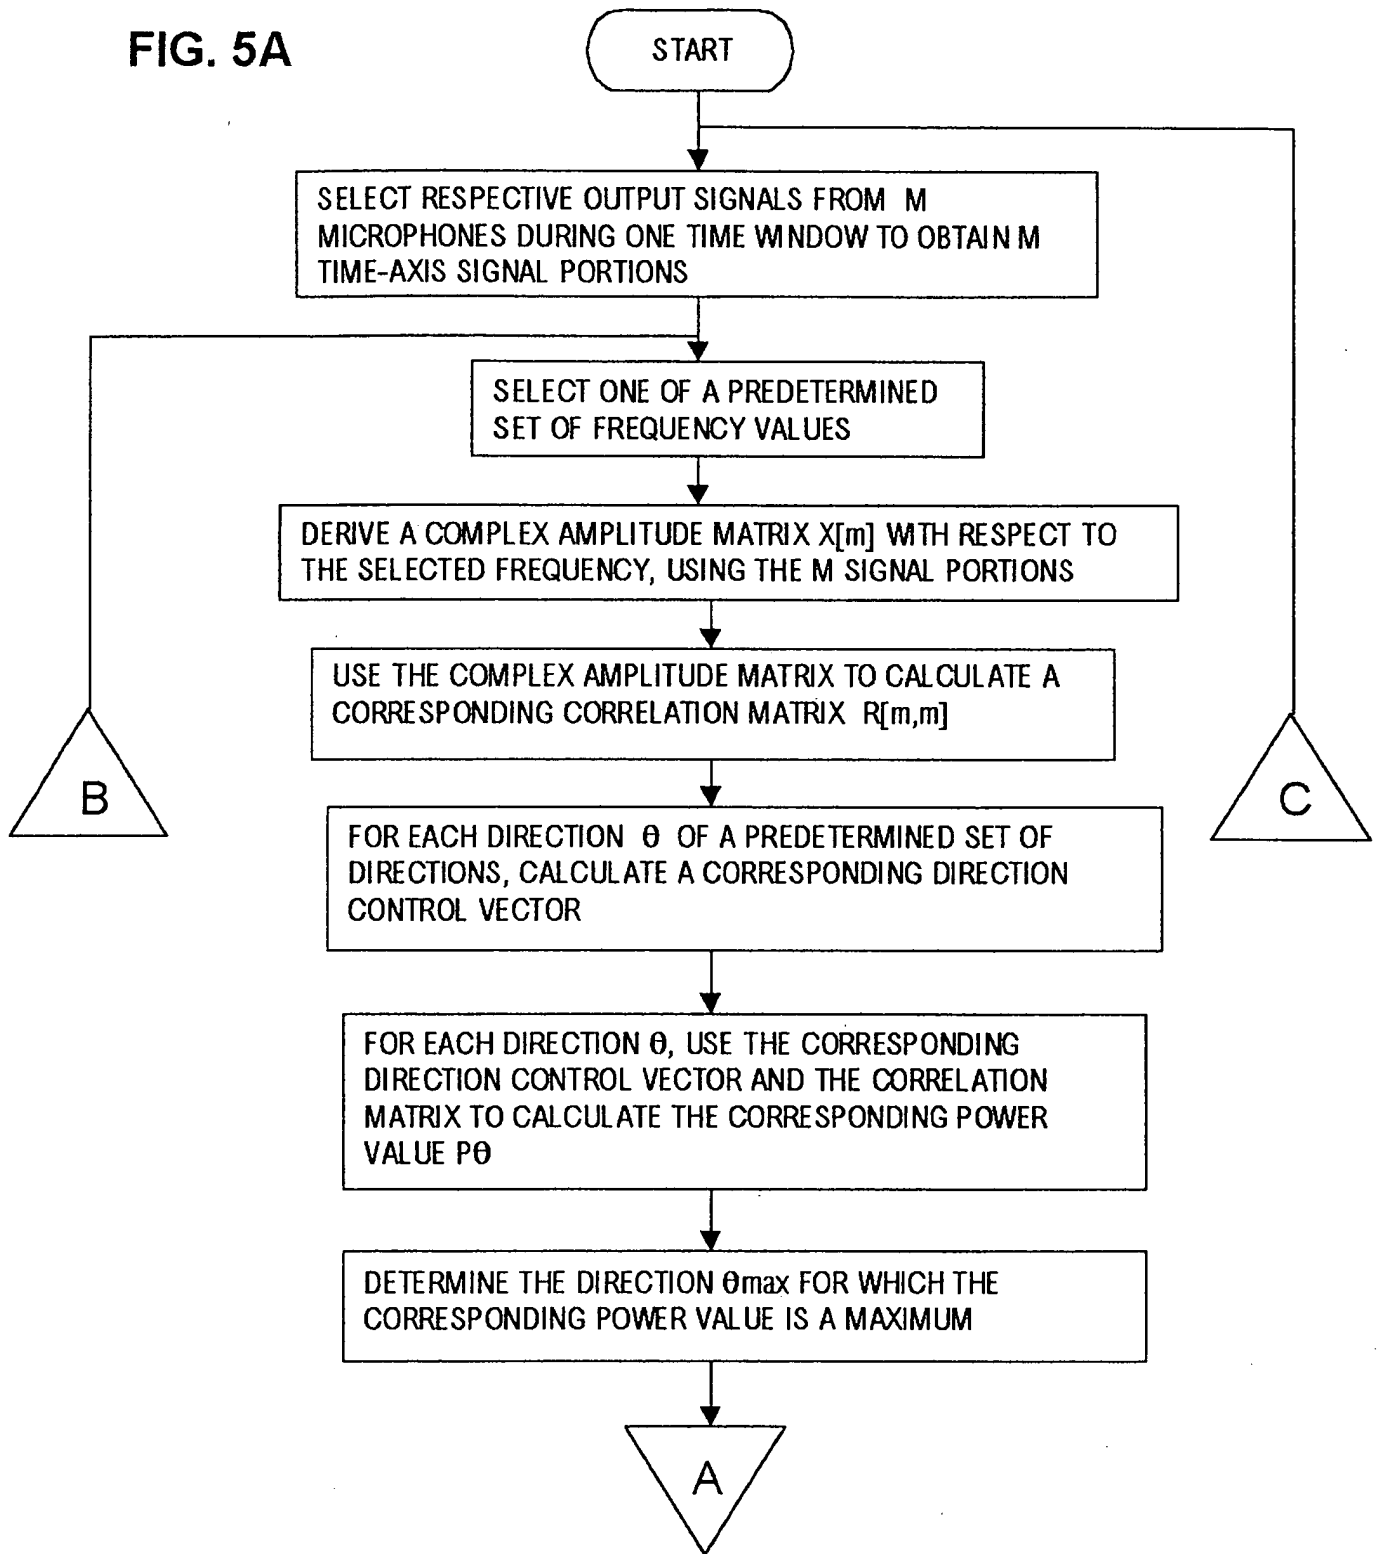 FIG. 5A
START
SELECT RESPECTIVE OUTPUT SIGNALS FROM M
MICROPHONES DURING ONE TIME WINDOW TO OBTAIN M
TIME-AXIS SIGNAL PORTIONS
SELECT ONE OF A PREDETERMINED
SET OF FREQUENCY VALUES
DERIVE A COMPLEX AMPLITUDE MATRIX X[m] WITH RESPECT TO
THE SELECTED FREQUENCY, USING THE M SIGNAL PORTIONS
USE THE COMPLEX AMPLITUDE MATRIX TO CALCULATE A
CORRESPONDING CORRELATION MATRIX R[m,m]
B
C
FOR EACH DIRECTION θ OF A PREDETERMINED SET OF
DIRECTIONS, CALCULATE A CORRESPONDING DIRECTION
CONTROL VECTOR
FOR EACH DIRECTION θ, USE THE CORRESPONDING
DIRECTION CONTROL VECTOR AND THE CORRELATION
MATRIX TO CALCULATE THE CORRESPONDING POWER
VALUE Pθ
DETERMINE THE DIRECTION θmax FOR WHICH THE
CORRESPONDING POWER VALUE IS A MAXIMUM
A